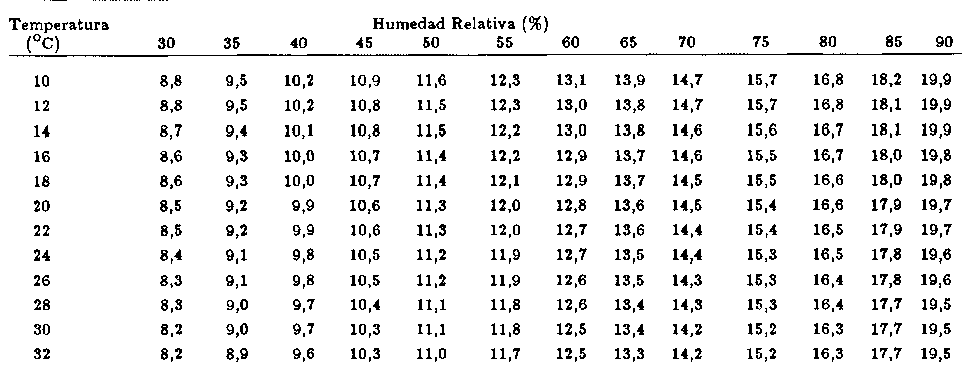 Temperatura Humedad Relativa (%)
(°C) 30 35 40 45 50 55 60 65 70 75 80 85 90
10 8,8 9,5 10,2 10,9 11,6 12,3 13,1 13,9 14,7 15,7 16,8 18,2 19,9
12 8,8 9,5 10,2 10,8 11,5 12,3 13,0 13,8 14,7 15,7 16,8 18,1 19,9
14 8,7 9,4 10,1 10,8 11,5 12,2 13,0 13,8 14,6 15,6 16,7 18,1 19,9
16 8,6 9,3 10,0 10,7 11,4 12,2 12,9 13,7 14,6 15,5 16,7 18,0 19,8
18 8,6 9,3 10,0 10,7 11,4 12,1 12,9 13,7 14,5 15,5 16,6 18,0 19,8
20 8,5 9,2 9,9 10,6 11,3 12,0 12,8 13,6 14,5 15,4 16,6 17,9 19,7
22 8,5 9,2 9,9 10,6 11,3 12,0 12,7 13,6 14,4 15,4 16,5 17,9 19,7
24 8,4 9,1 9,8 10,5 11,2 11,9 12,7 13,5 14,4 15,3 16,5 17,8 19,6
26 8,3 9,1 9,8 10,5 11,2 11,9 12,6 13,5 14,3 15,3 16,4 17,8 19,6
28 8,3 9,0 9,7 10,4 11,1 11,8 12,6 13,4 14,3 15,3 16,4 17,7 19,5
30 8,2 9,0 9,7 10,3 11,1 11,8 12,5 13,4 14,2 15,2 16,3 17,7 19,5
32 8,2 8,9 9,6 10,3 11,0 11,7 12,5 13,3 14,2 15,2 16,3 17,7 19,5